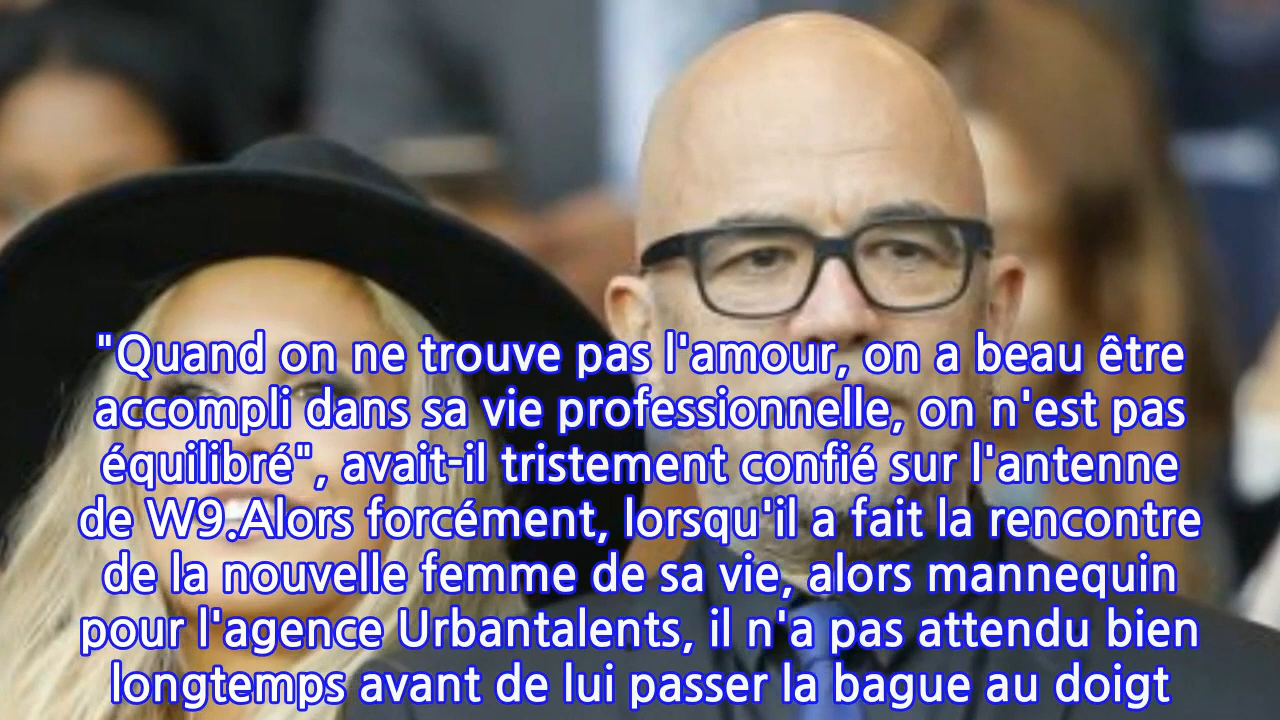 "Quand on ne trouve pas l'amour, on a beau être
accompli dans sa vie professionnelle, on n'est pas
équilibré", avait-il tristement confié sur l'antenne
de W9.Alors forcément, lorsqu'il a fait la rencontre
de la nouvelle femme de sa vie, alors mannequin
pour l'agence Urbantalents, il n'a pas attendu bien
longtemps avant de lui passer la bague au doigt